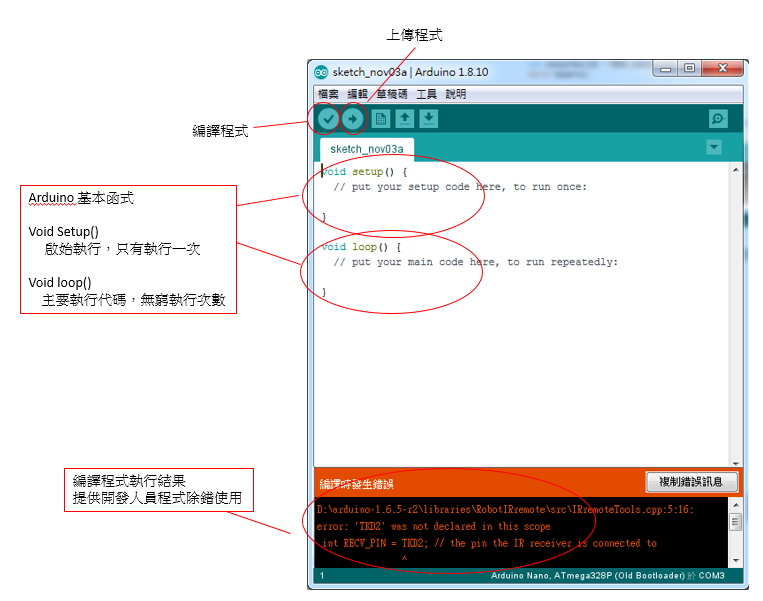 上傳程式
sketch_nov03a | Arduino 1.8.10
檔案 編輯 草稿碼 工具 說明
編譯程式
sketch_nov03a
void setup() {
// put your setup code here, to run once:
}
void loop() {
// put your main code here, to run repeatedly:
}
Arduino 基本函式
Void Setup()
啟始執行，只有執行一次
Void loop()
主要執行代碼，無窮執行次數
編譯程式執行結果
提供開發人員程式除錯使用
編譯時發生錯誤
複制錯誤訊息
D:\arduino-1.6.5-r2\libraries\RobotIRremote\src\IRremoteTools.cpp:5:16:
error: 'TKD2' was not declared in this scope
int RECV_PIN = TKD2; // the pin the IR receiver is connected to
^
1
Arduino Nano, ATmega328P (Old Bootloader) 於 COM3